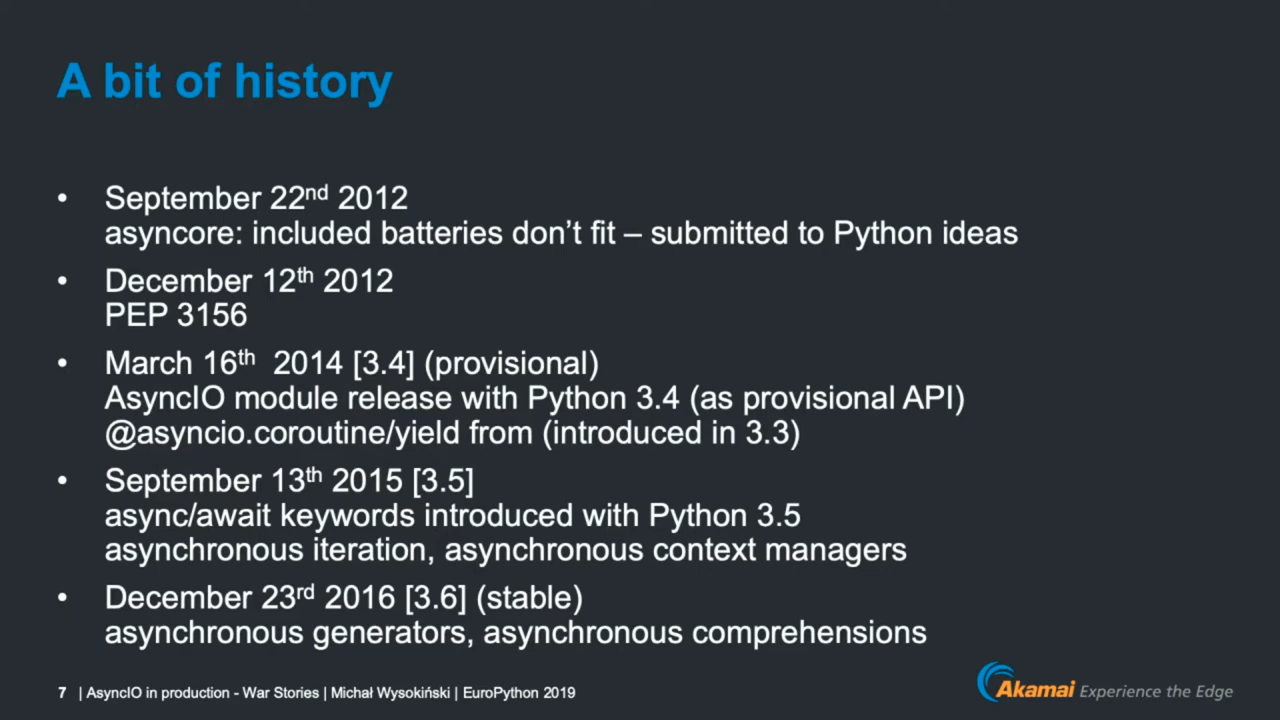 A bit of history
• September 22nd 2012
asyncore: included batteries don’t fit – submitted to Python ideas
• December 12th 2012
PEP 3156
• March 16th 2014 [3.4] (provisional)
AsyncIO module release with Python 3.4 (as provisional API)
@asyncio.coroutine/yield from (introduced in 3.3)
• September 13th 2015 [3.5]
async/await keywords introduced with Python 3.5
asynchronous iteration, asynchronous context managers
• December 23rd 2016 [3.6] (stable)
asynchronous generators, asynchronous comprehensions
7 | AsyncIO in production - War Stories | Michał Wysokiński | EuroPython 2019
Akamai Experience the Edge